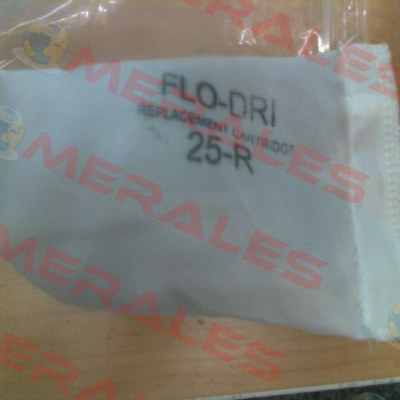 MERALES
FLO-DRI
REPLACEMENT CARTRIDGE
25-R
MERALES
MERALES